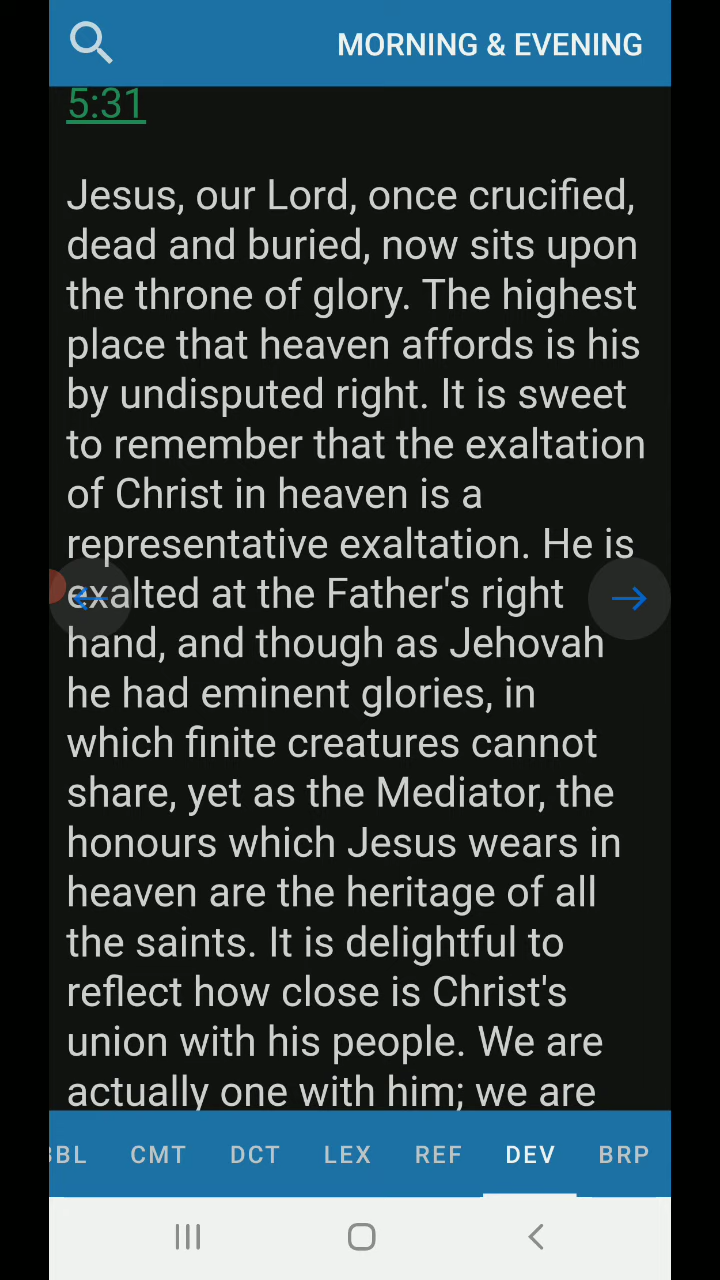 MORNING & EVENING
5:31
Jesus, our Lord, once crucified,
dead and buried, now sits upon
the throne of glory. The highest
place that heaven affords is his
by undisputed right. It is sweet
to remember that the exaltation
of Christ in heaven is a
representative exaltation. He is
exalted at the Father's right
hand, and though as Jehovah
he had eminent glories, in
which finite creatures cannot
share, yet as the Mediator, the
honours which Jesus wears in
heaven are the heritage of all
the saints. It is delightful to
reflect how close is Christ's
union with his people. We are
actually one with him; we are
BBL CMT DCT LEX REF DEV BRP